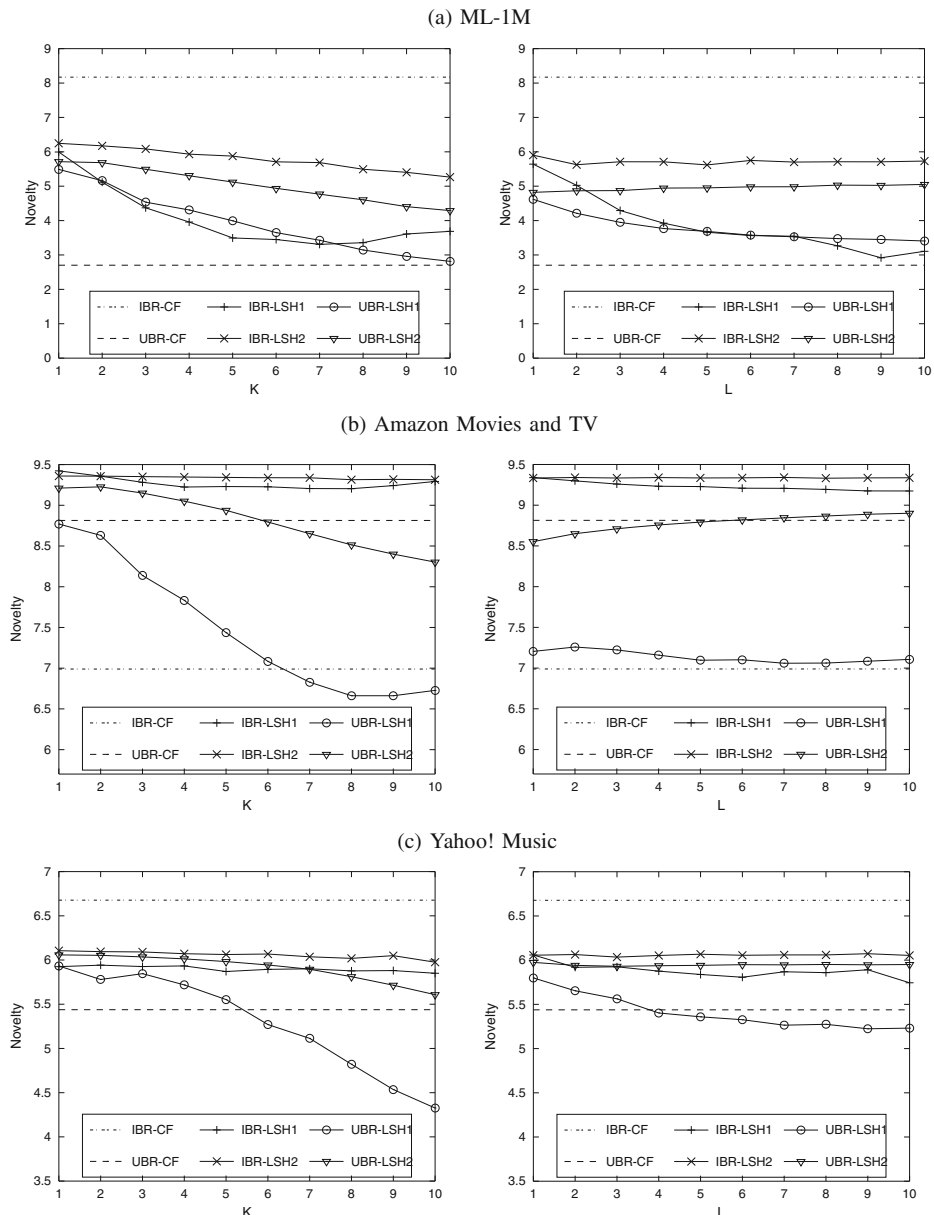 (a) ML-1M
9
8
7
6
5
4
3
2
1
0
Novelty
IBR-CF IBR-LSH1 UBR-LSH1
UBR-CF IBR-LSH2 UBR-LSH2
1 2 3 4 5 6 7 8 9 10
K
9
8
7
6
5
4
3
2
1
0
Novelty
IBR-CF IBR-LSH1 UBR-LSH1
UBR-CF IBR-LSH2 UBR-LSH2
1 2 3 4 5 6 7 8 9 10
L
(b) Amazon Movies and TV
9.5
9
8.5
8
7.5
7
6.5
6
Novelty
IBR-CF IBR-LSH1 UBR-LSH1
UBR-CF IBR-LSH2 UBR-LSH2
1 2 3 4 5 6 7 8 9 10
K
9.5
9
8.5
8
7.5
7
6.5
6
Novelty
IBR-CF IBR-LSH1 UBR-LSH1
UBR-CF IBR-LSH2 UBR-LSH2
1 2 3 4 5 6 7 8 9 10
L
(c) Yahoo! Music
7
6.5
6
5.5
5
4.5
4
3.5
Novelty
IBR-CF IBR-LSH1 UBR-LSH1
UBR-CF IBR-LSH2 UBR-LSH2
1 2 3 4 5 6 7 8 9 10
K
7
6.5
6
5.5
5
4.5
4
3.5
Novelty
IBR-CF IBR-LSH1 UBR-LSH1
UBR-CF IBR-LSH2 UBR-LSH2
1 2 3 4 5 6 7 8 9 10
L